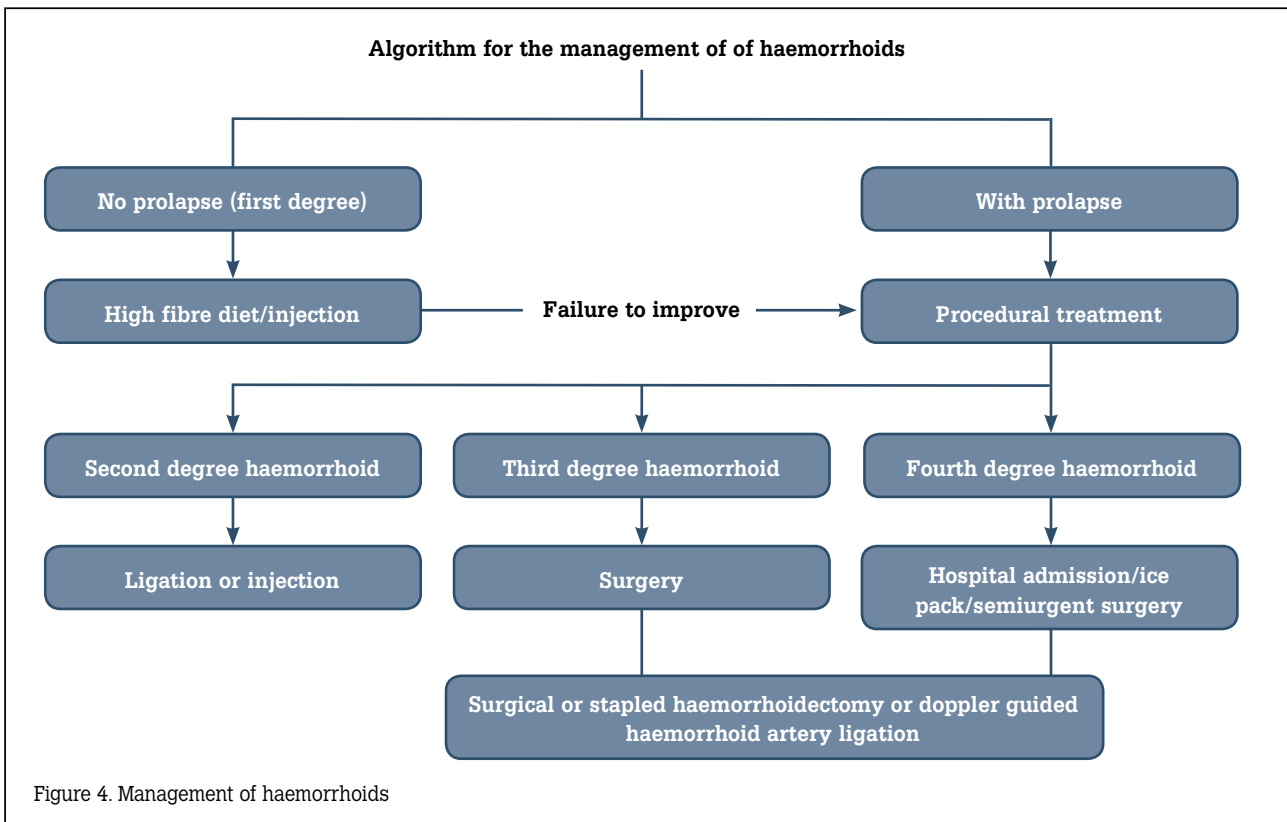 Algorithm for the management of of haemorrhoids
No prolapse (first degree)
With prolapse
High fibre diet/injection
Failure to improve
Procedural treatment
Second degree haemorrhoid
Third degree haemorrhoid
Fourth degree haemorrhoid
Ligation or injection
Surgery
Hospital admission/ice
pack/semiurgent surgery
Surgical or stapled haemorrhoidectomy or doppler guided
haemorrhoid artery ligation
Figure 4. Management of haemorrhoids